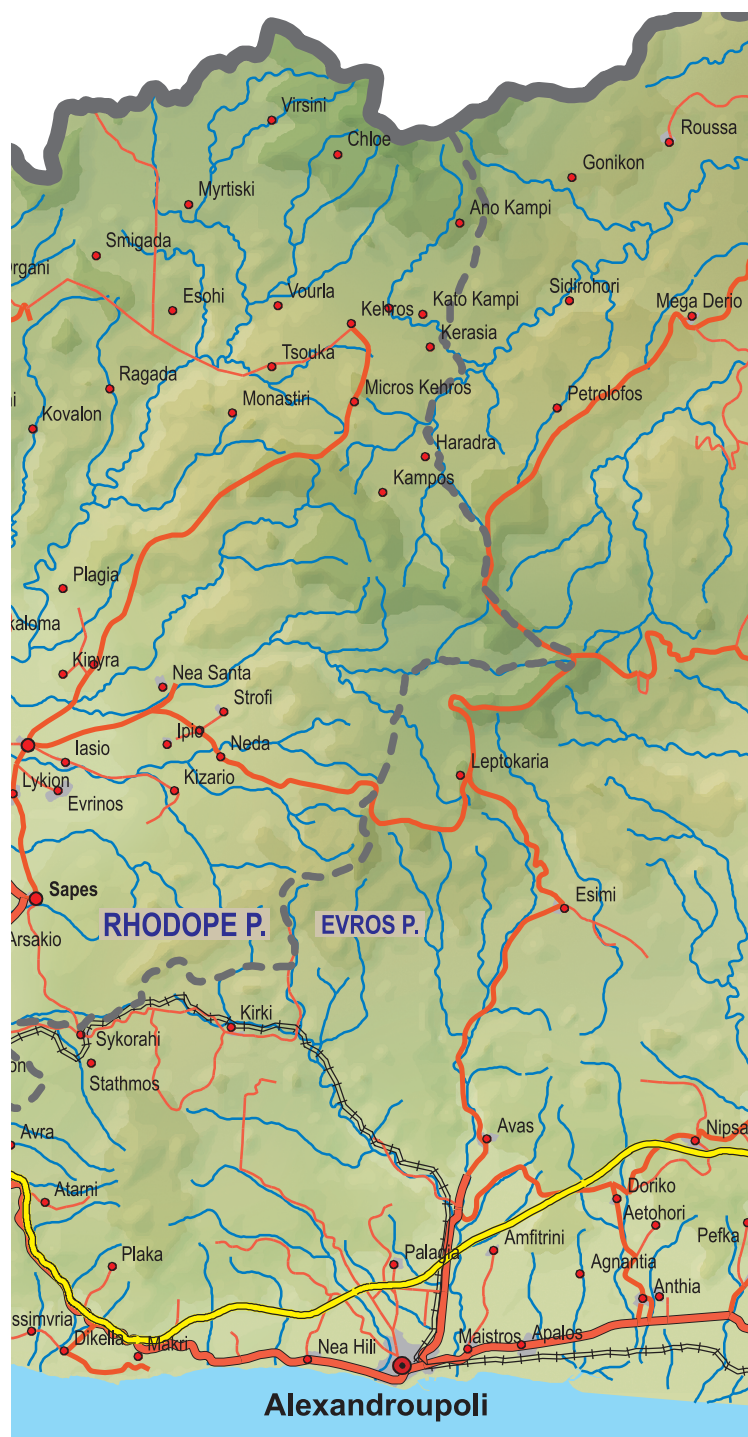 Virsini
Roussa
Chloe
Gonikon
Myrtiski
Ano Kampi
Smigada
Organi
Esohi
Vourla
Kehros
Kato Kampi
Sidirohori
Mega Derio
Kerasia
Tsouka
Ragada
Micros Kehros
Monastiri
Petrolofos
Kovalon
Haradra
Kampos
Plagia
kaloma
Kinyra
Nea Santa
Strofi
Ipio
Neda
Iasio
Leptokaria
Lykion
Evrinos
Kizario
Sapes
Esimi
RHODOPE P.
EVROS P.
Arsakio
Kirki
Sykorahi
Stathmos
Avra
Avas
Nipsa
Atarni
Doriko
Aetohori
Pefka
Plaka
Palagia
Amfitrini
Agnantia
Anthia
ssimvria
Dikella
Makri
Nea Hili
Maistros
Apalos
Alexandroupoli